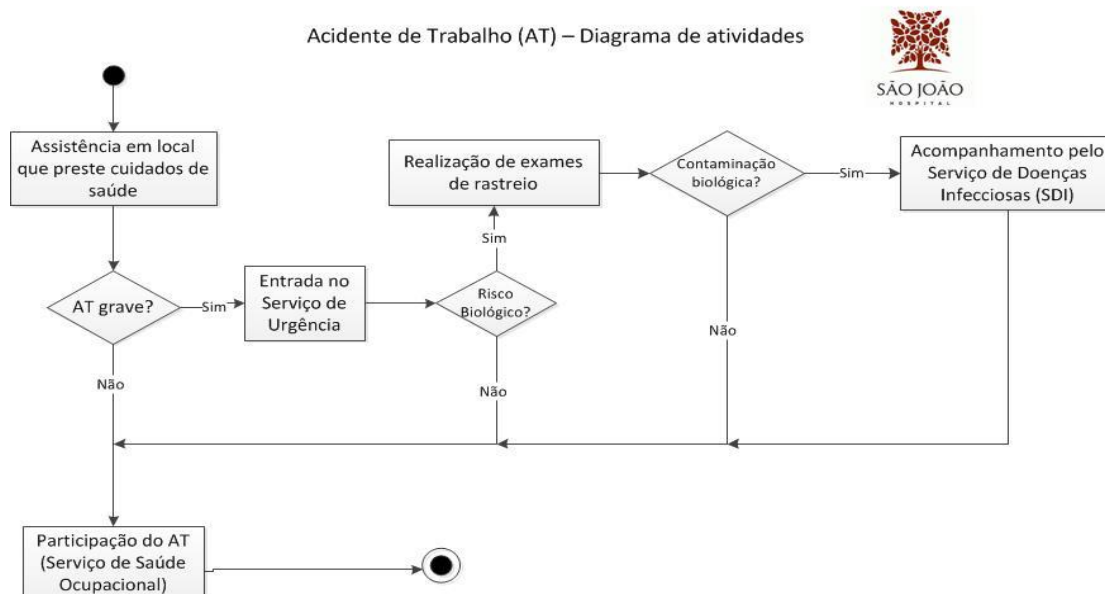 Acidente de Trabalho (AT) – Diagrama de atividades
SÃO JOÃO
HOSPITAL
Assistência em local
que preste cuidados de
saúde
Realização de exames
de rastreio
Contaminação
biológica?
Sim
Acompanhamento pelo
Serviço de Doenças
Infecciosas (SDI)
Sim
AT grave?
Sim
Entrada no
Serviço de
Urgência
Risco
Biológico?
Não
Não
Não
Participação do AT
(Serviço de Saúde
Ocupacional)